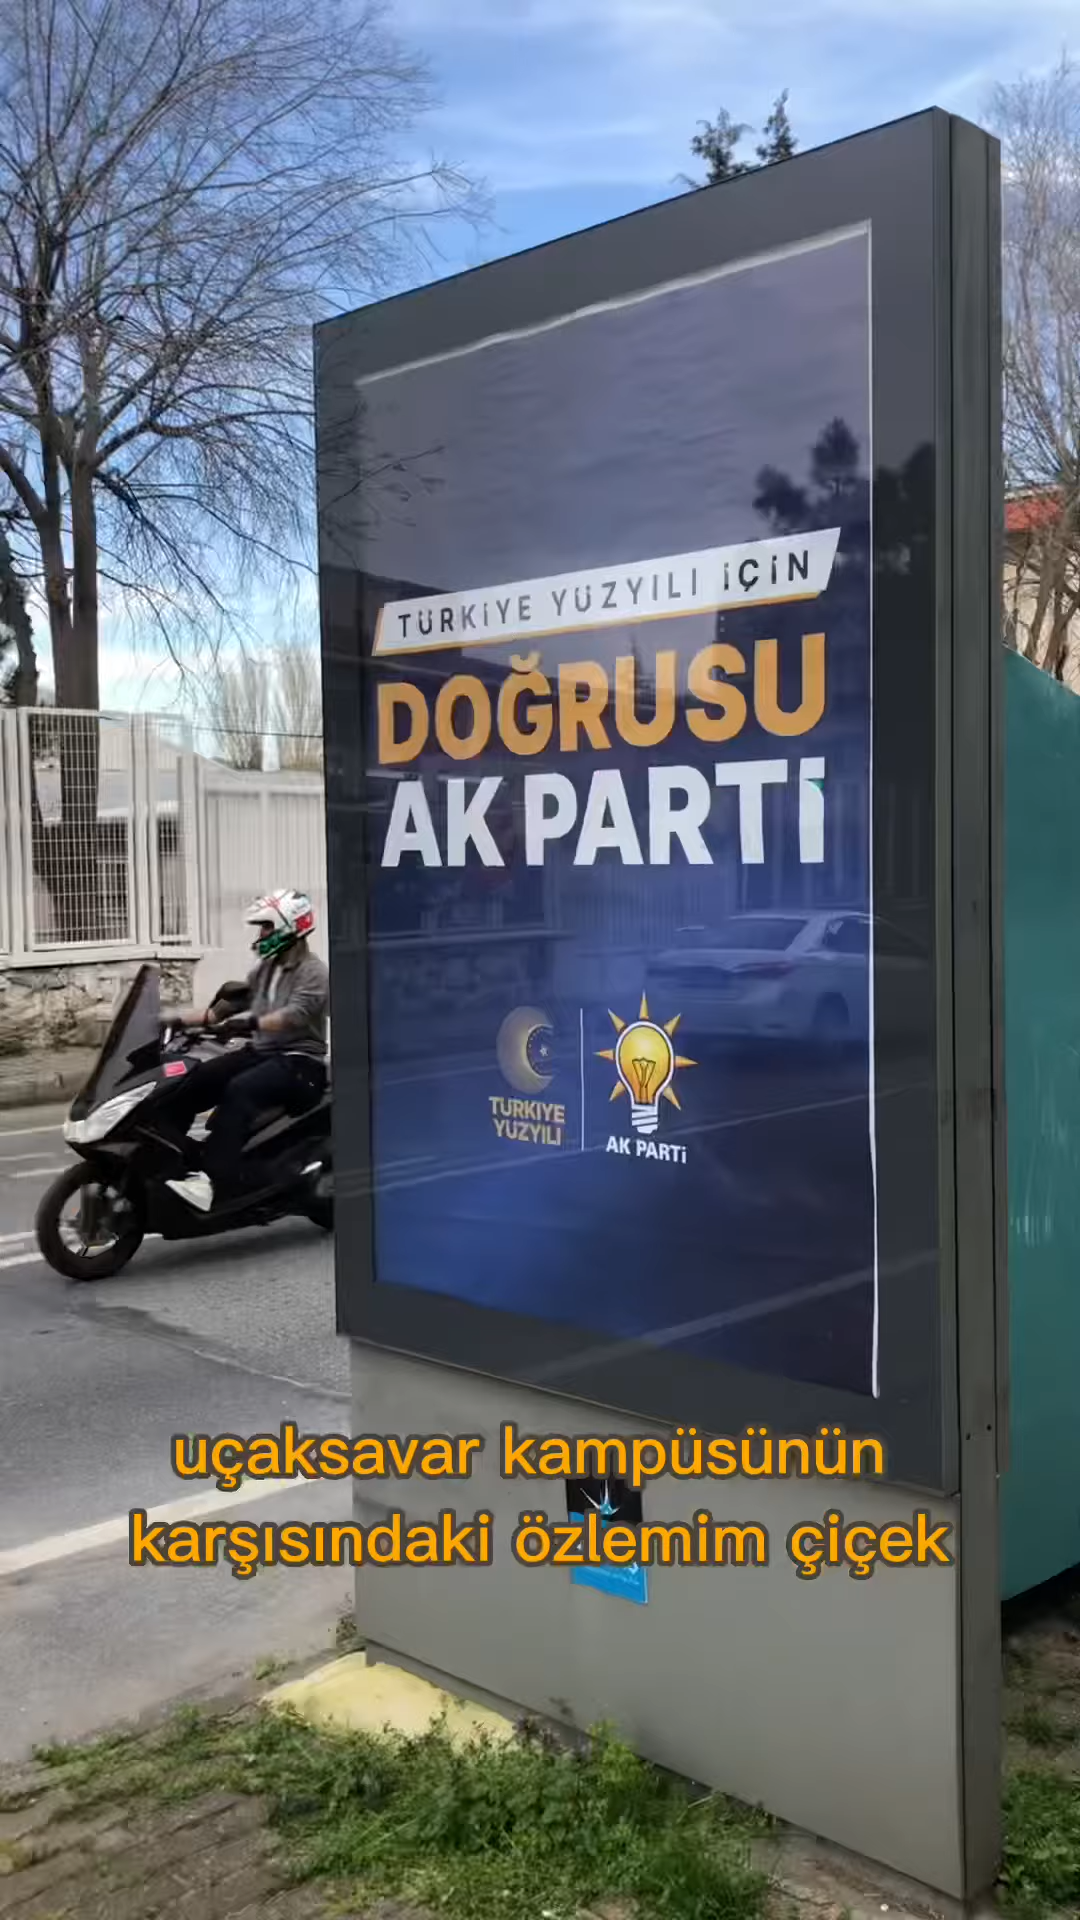 TÜRKİYE YÜZYILI İÇİN
DOĞRUSU
AK PARTİ
TÜRKİYE
YÜZYILI
AK PARTİ
uçaksavar kampüsünün
karşısındaki özlemim çiçek